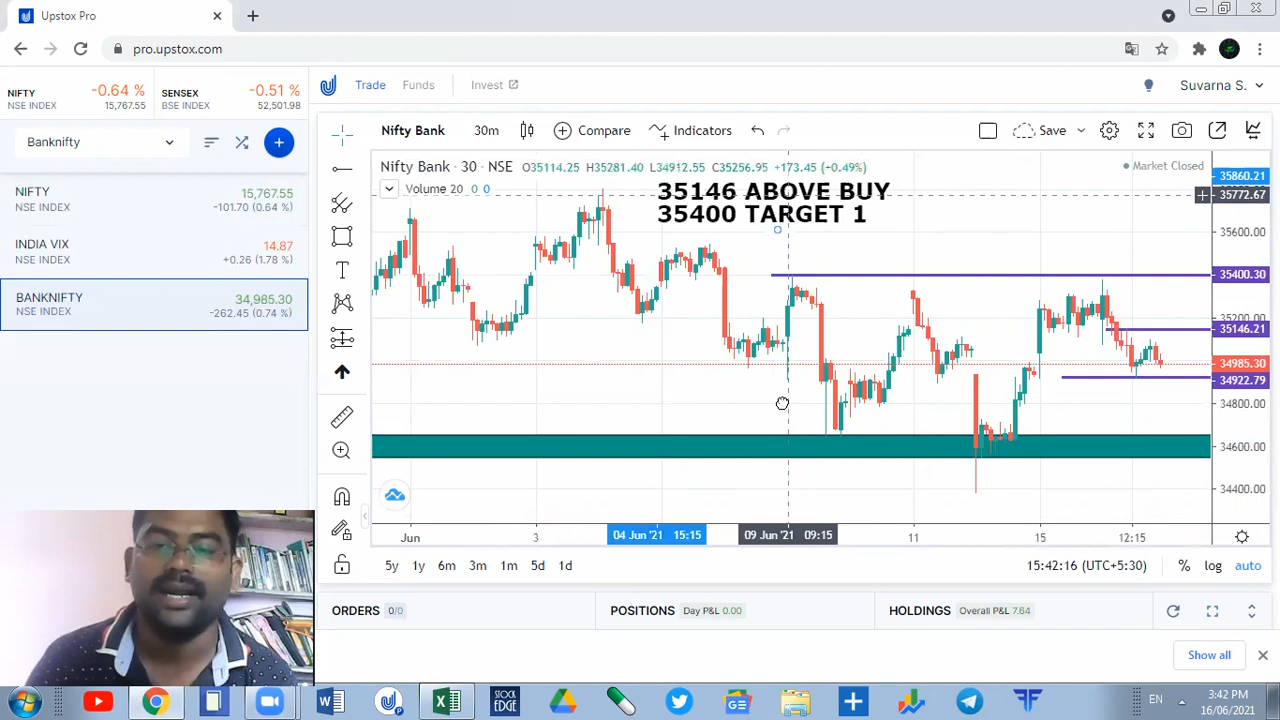 Upstox Pro
pro.upstox.com
NIFTY -0.64 % SENSEX -0.51 %
NSE INDEX 15,767.55 BSE INDEX 52,501.98
Trade Funds Invest
Suvarna S.
Banknifty
NIFTY 15,767.55
NSE INDEX -101.70 (0.64 %)
INDIA VIX 14.87
NSE INDEX +0.26 (1.78 %)
BANKNIFTY 34,985.30
NSE INDEX -262.45 (0.74 %)
Nifty Bank 30m Compare Indicators Save
Nifty Bank · 30 · NSE O35114.25 H35281.40 L34912.55 C35256.95 +173.45 (+0.49%)
Market Closed
Volume 20 0 0
35146 ABOVE BUY
35400 TARGET 1
35860.21
35772.67
35600.00
35400.30
35200.00
35146.21
34985.30
34922.79
34800.00
34600.00
34400.00
Jun 3 04 Jun '21 15:15 09 Jun '21 09:15 11 15 12:15
5y 1y 6m 3m 1m 5d 1d
15:42:16 (UTC+5:30) % log auto
ORDERS 0/0 POSITIONS Day P&L 0.00 HOLDINGS Overall P&L 7.64
Show all
STOCK EDGE
EN
3:42 PM
16/06/2021